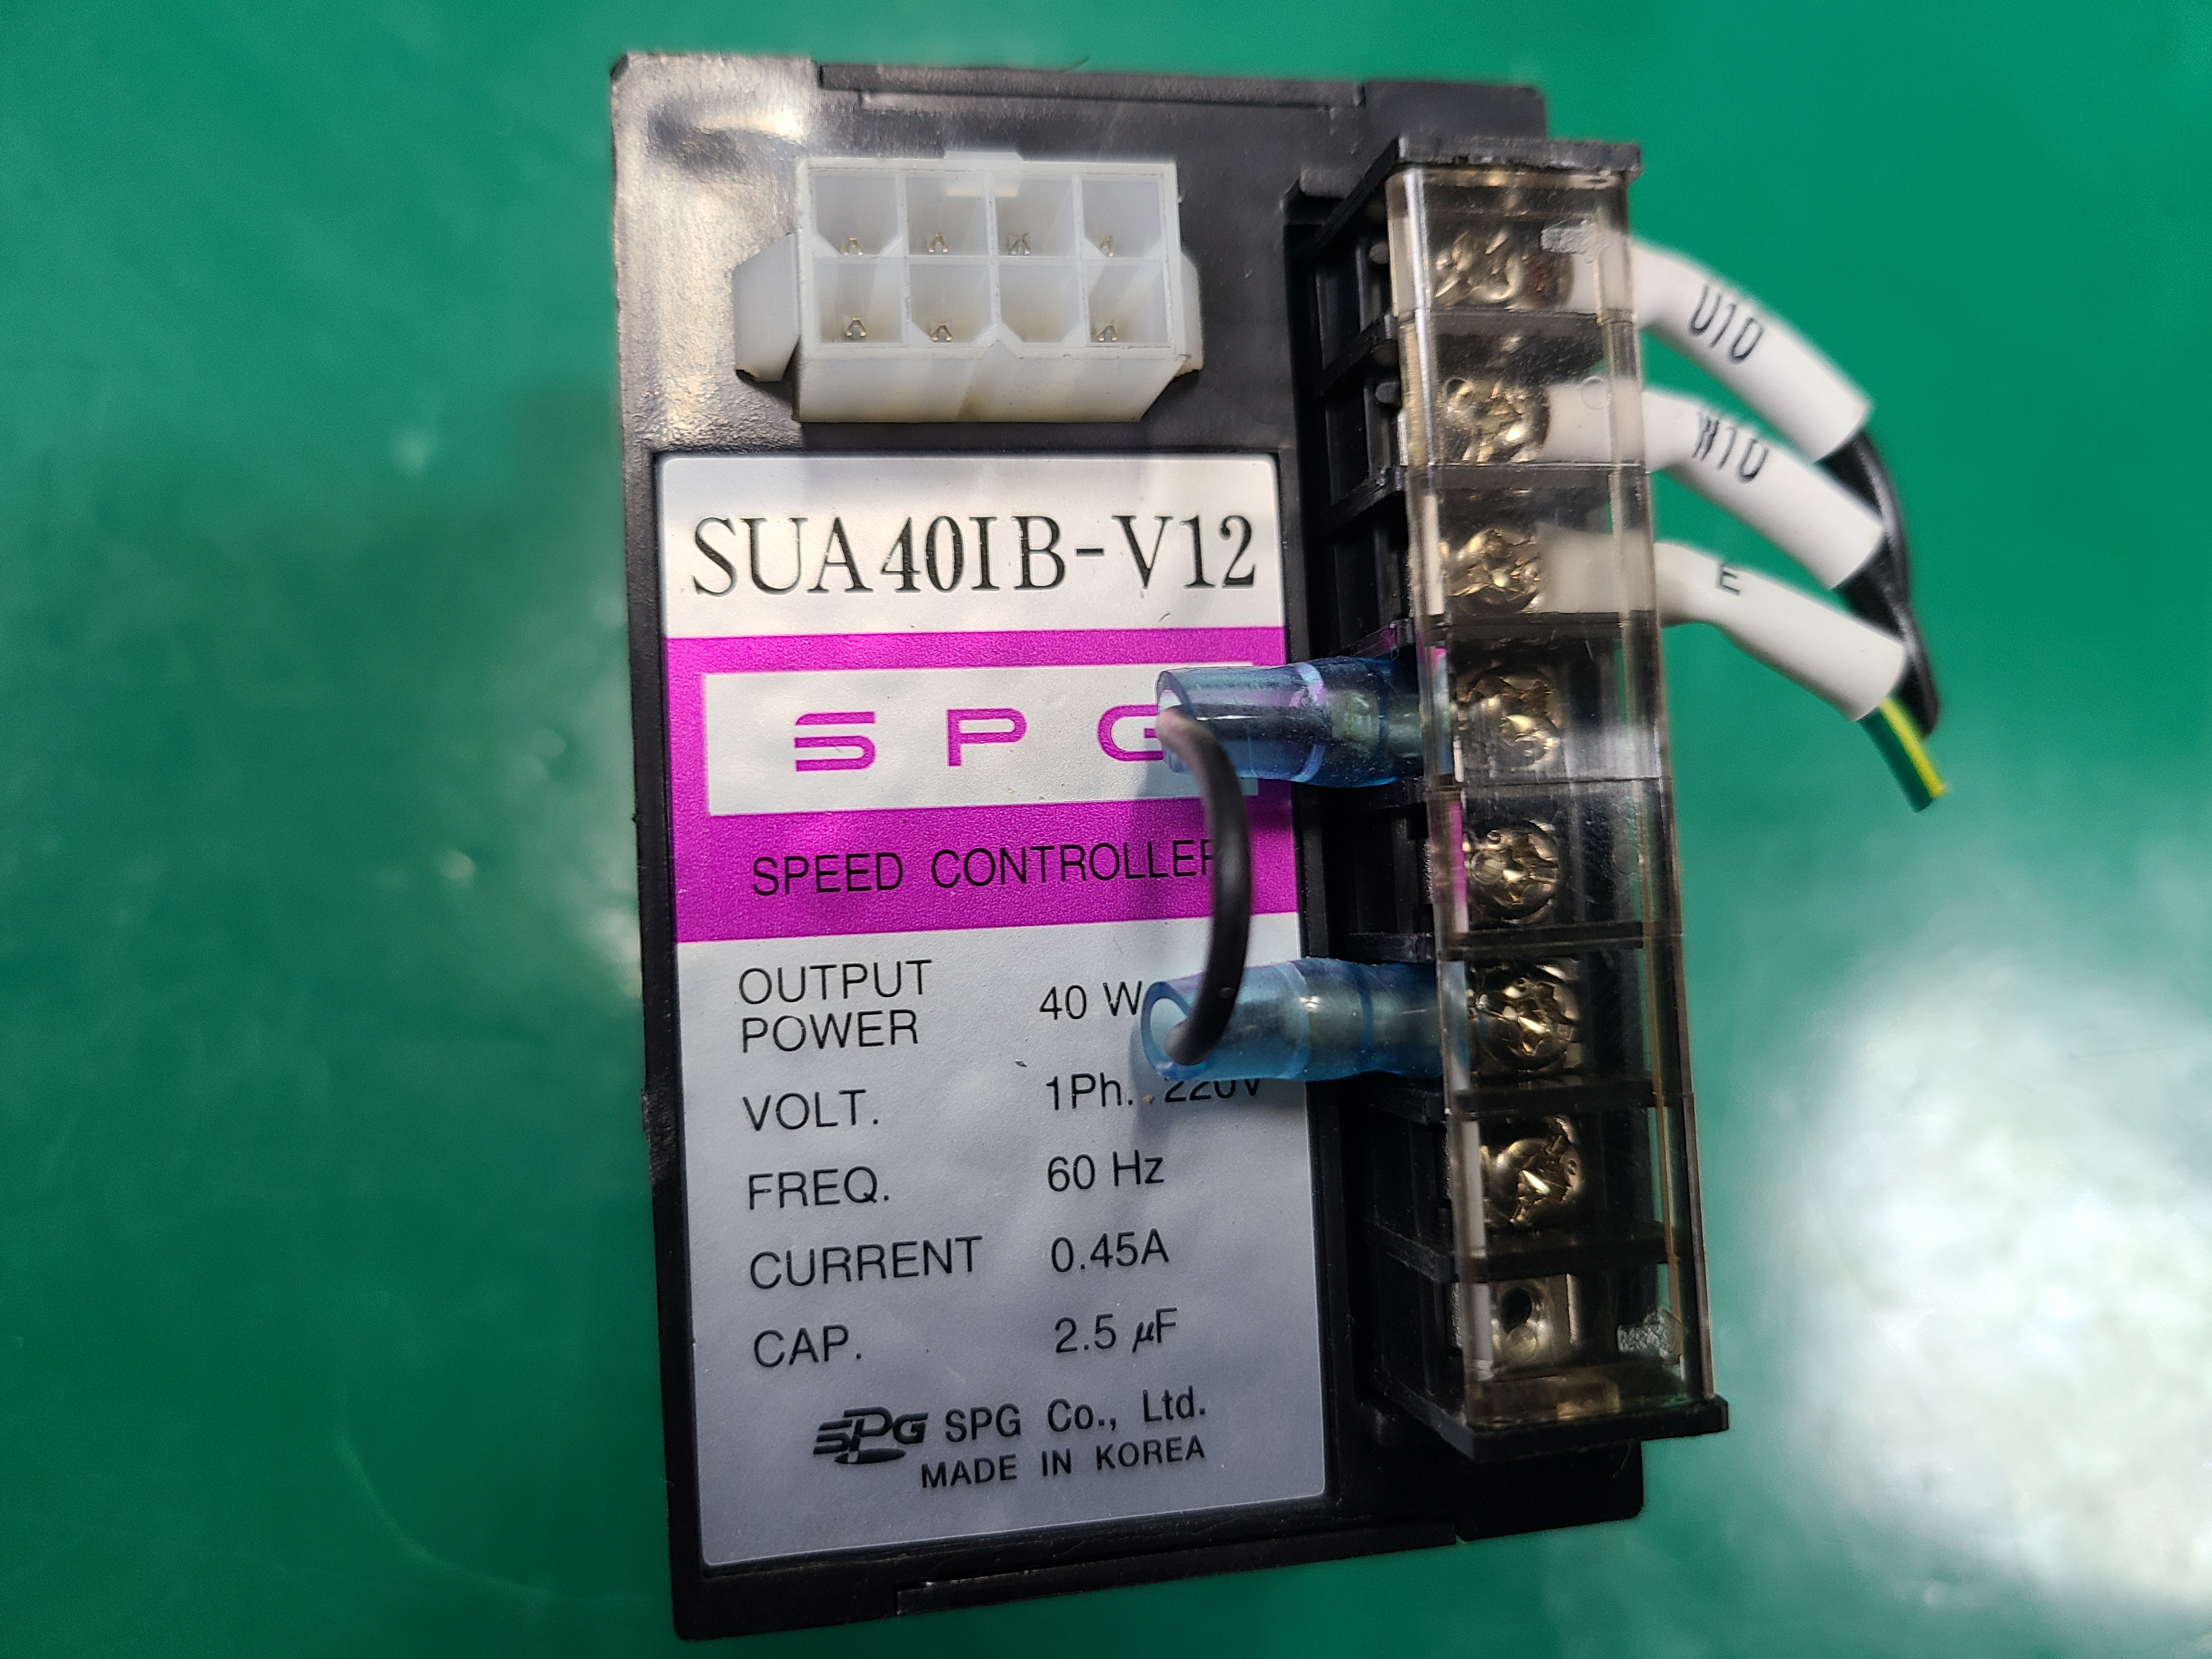 SUA40IB-V12
SPG
SPEED CONTROLLER
OUTPUT POWER 40 W
VOLT. 1Ph. 220V
FREQ. 60 Hz
CURRENT 0.45A
CAP. 2.5 µF
SPG SPG Co., Ltd.
MADE IN KOREA
U10
W10
E